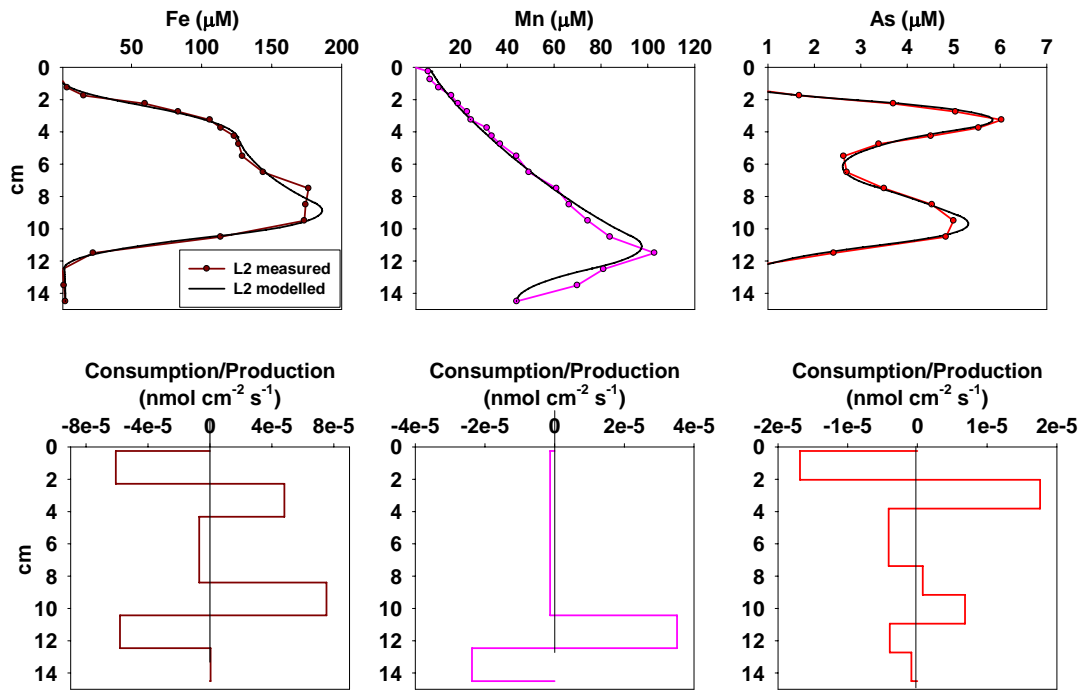 Fe (μM)
50 100 150 200
0
2
4
6
8
10
12
14
cm
L2 measured
L2 modelled
Mn (μM)
20 40 60 80 100 120
0
2
4
6
8
10
12
14
As (μM)
1 2 3 4 5 6 7
0
2
4
6
8
10
12
14
Consumption/Production
(nmol cm⁻² s⁻¹)
-8e-5 -4e-5 0 4e-5 8e-5
0
2
4
6
8
10
12
14
cm
Consumption/Production
(nmol cm⁻² s⁻¹)
-4e-5 -2e-5 0 2e-5 4e-5
0
2
4
6
8
10
12
14
Consumption/Production
(nmol cm⁻² s⁻¹)
-2e-5 -1e-5 0 1e-5 2e-5
0
2
4
6
8
10
12
14